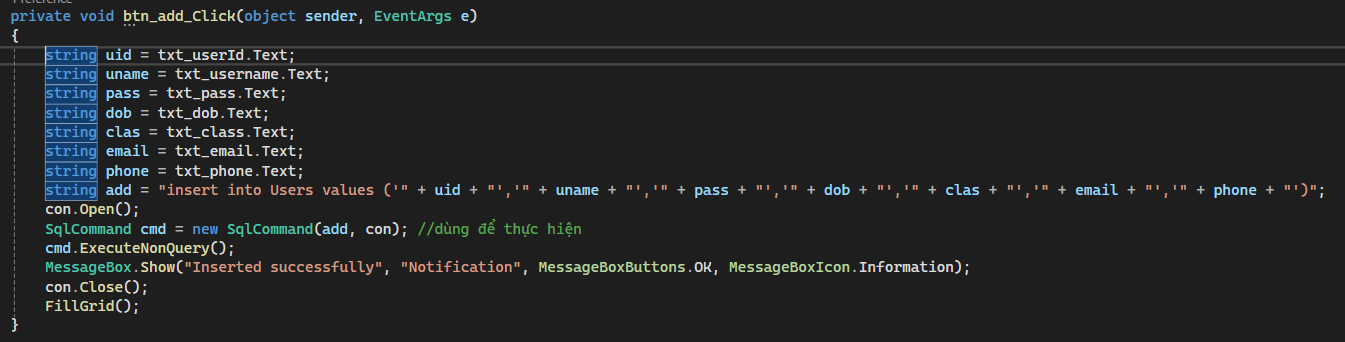 Preference
private void btn_add_Click(object sender, EventArgs e)
{
string uid = txt_userId.Text;
string uname = txt_username.Text;
string pass = txt_pass.Text;
string dob = txt_dob.Text;
string clas = txt_class.Text;
string email = txt_email.Text;
string phone = txt_phone.Text;
string add = "insert into Users values ('" + uid + "','" + uname + "','" + pass + "','" + dob + "','" + clas + "','" + email + "','" + phone + "')";
con.Open();
SqlCommand cmd = new SqlCommand(add, con); //dùng để thực hiện
cmd.ExecuteNonQuery();
MessageBox.Show("Inserted successfully", "Notification", MessageBoxButtons.OK, MessageBoxIcon.Information);
con.Close();
FillGrid();
}